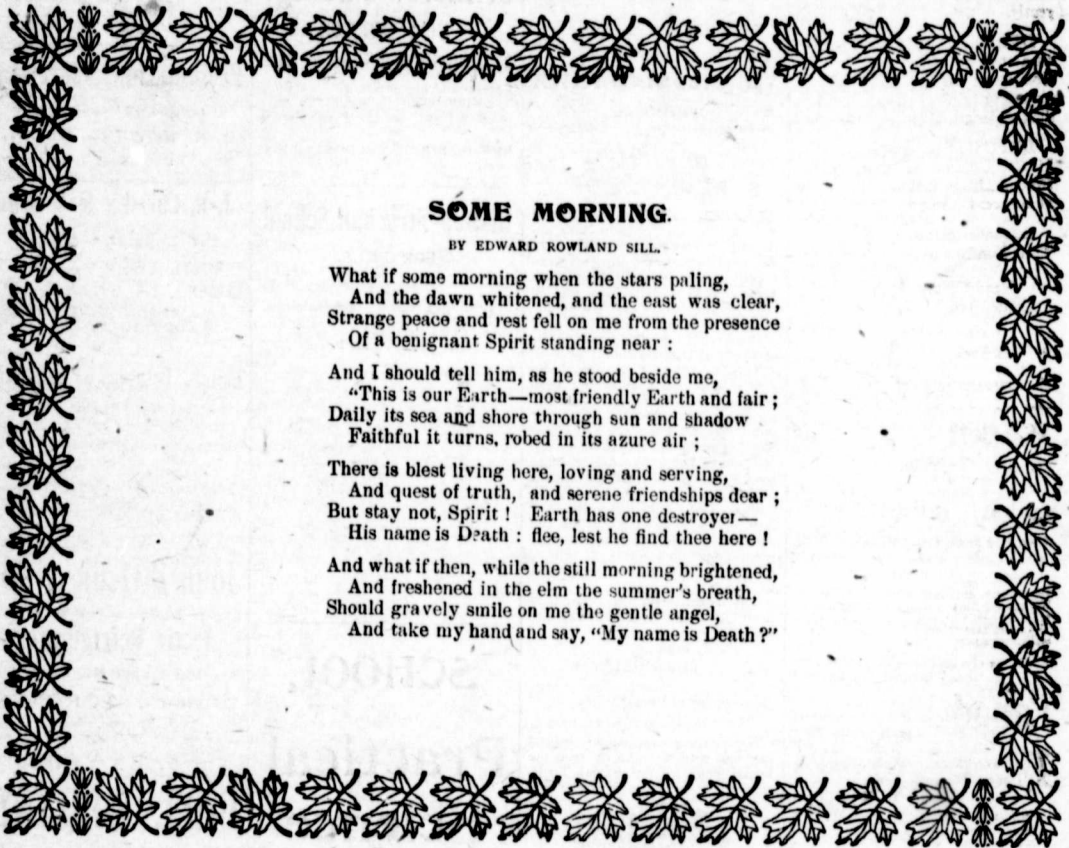 SOME MORNING.
BY EDWARD ROWLAND SILL.
What if some morning when the stars paling,
And the dawn whitened, and the east was clear,
Strange peace and rest fell on me from the presence
Of a benignant Spirit standing near :
And I should tell him, as he stood beside me,
"This is our Earth—most friendly Earth and fair ;
Daily its sea and shore through sun and shadow
Faithful it turns, robed in its azure air ;
There is blest living here, loving and serving,
And quest of truth, and serene friendships dear ;
But stay not, Spirit ! Earth has one destroyer—
His name is Death : flee, lest he find thee here !
And what if then, while the still morning brightened,
And freshened in the elm the summer's breath,
Should gravely smile on me the gentle angel,
And take my hand and say, "My name is Death ?"